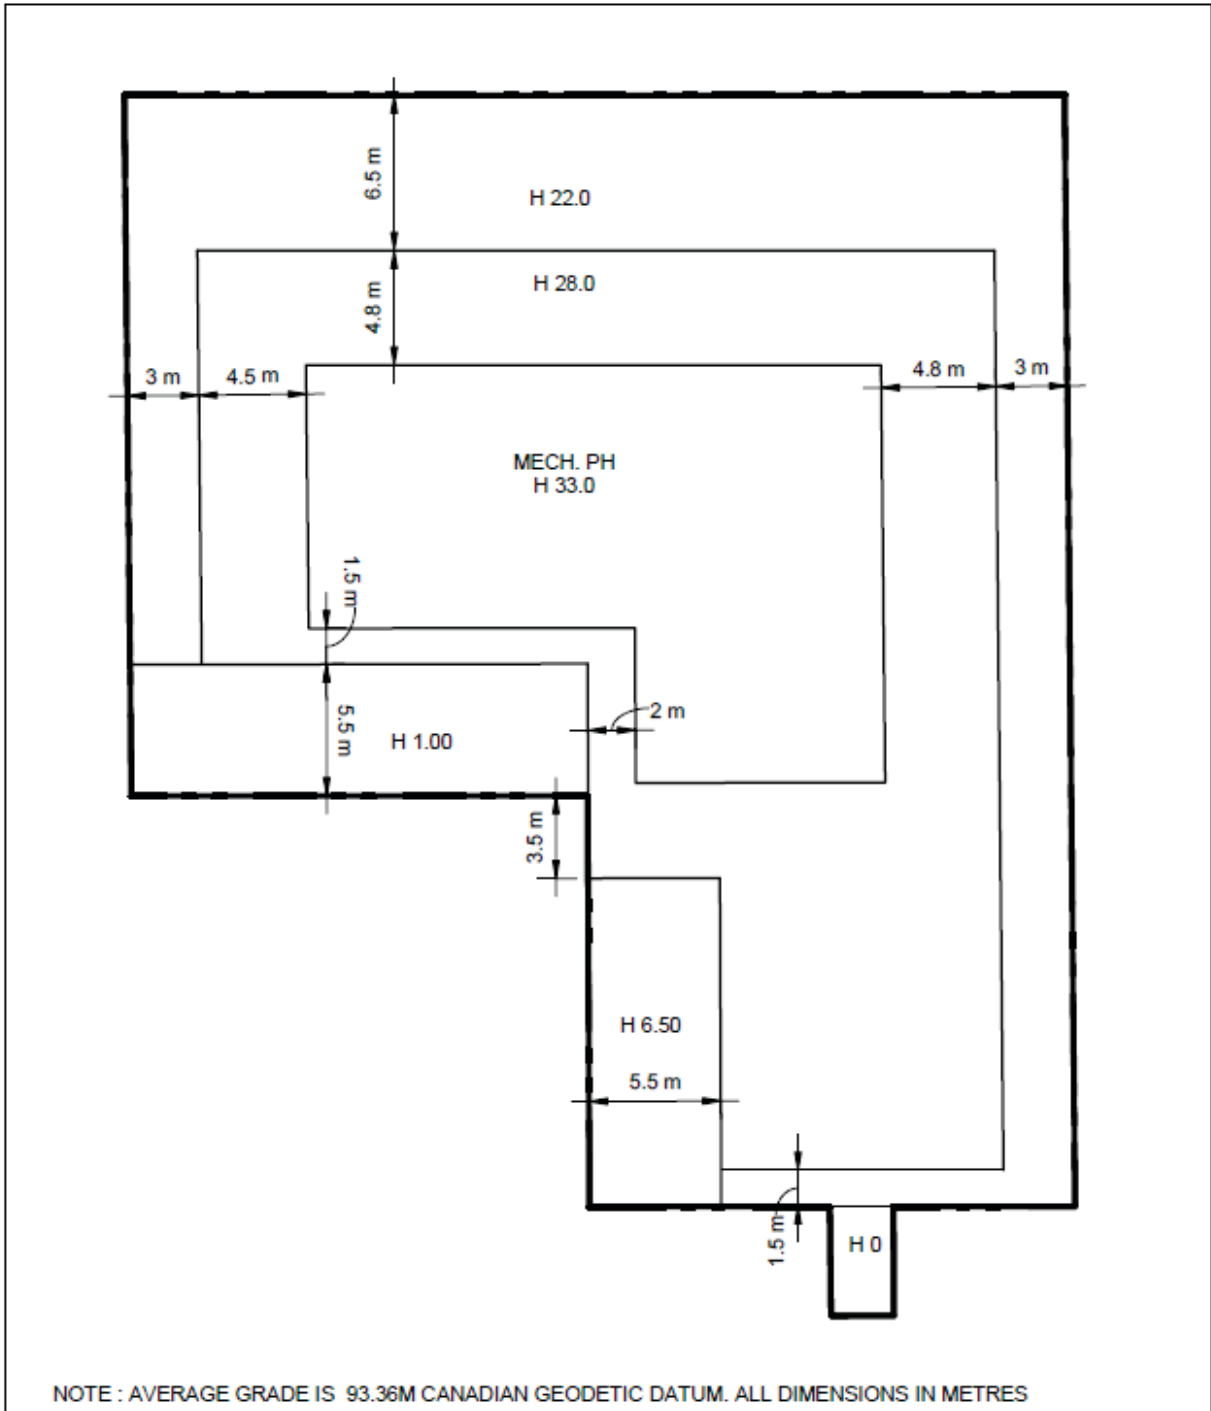 6.5 m
H 22.0
H 28.0
4.8 m
3 m
4.5 m
4.8 m
3 m
MECH. PH
H 33.0
1.5 m
5.5 m
2 m
H 1.00
3.5 m
H 6.50
5.5 m
1.5 m
H 0
NOTE : AVERAGE GRADE IS 93.36M CANADIAN GEODETIC DATUM. ALL DIMENSIONS IN METRES